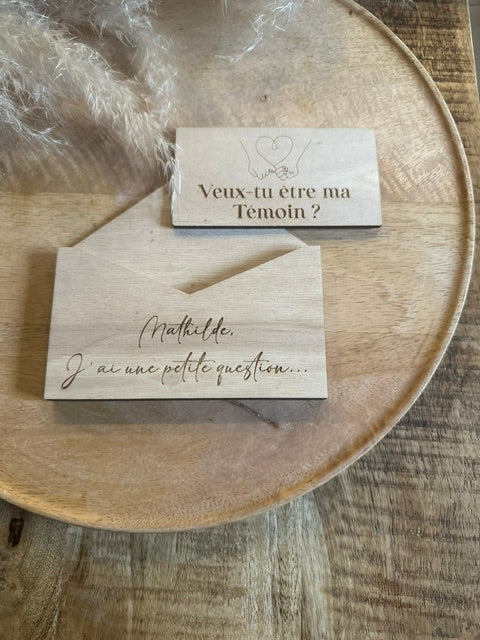 Veux-tu être ma
Témoin ?
Mathilde,
J'ai une petite question...